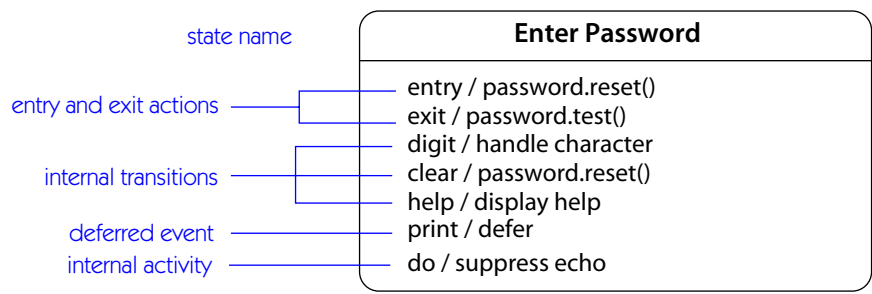 state name
Enter Password
entry and exit actions
entry / password.reset()
exit / password.test()
internal transitions
digit / handle character
clear / password.reset()
help / display help
deferred event
print / defer
internal activity
do / suppress echo